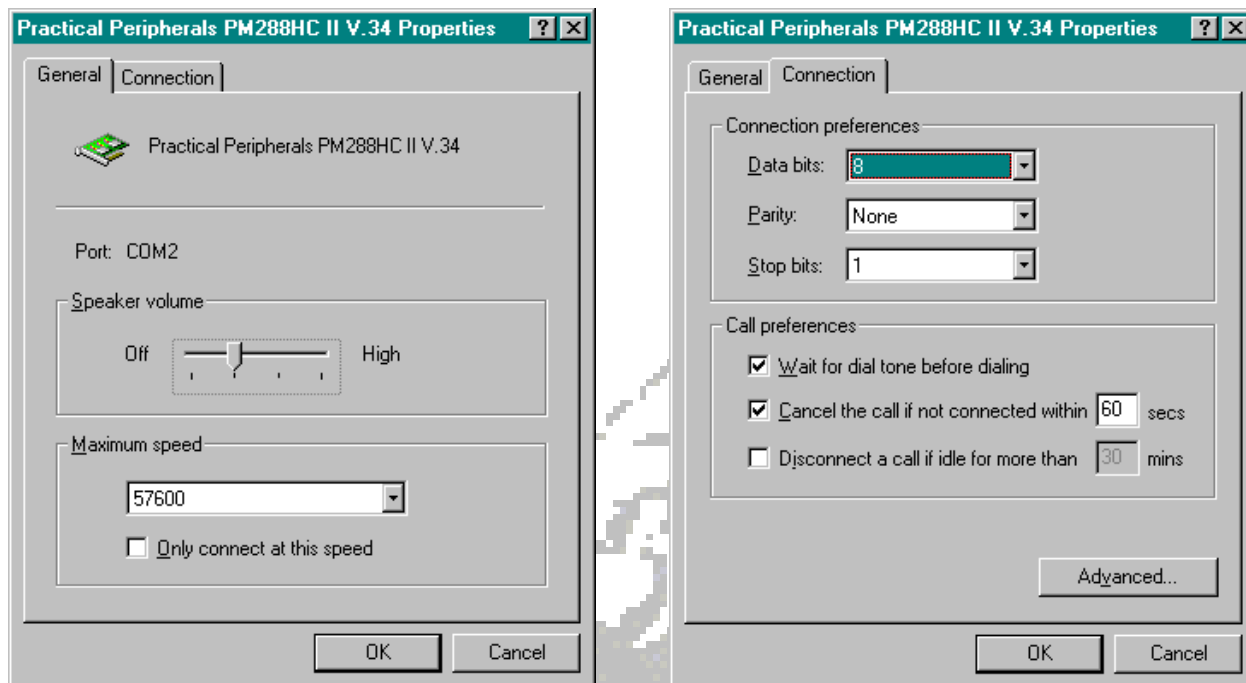 Practical Peripherals PM288HC II V.34 Properties
General
Connection
Practical Peripherals PM288HC II V.34
Port: COM2
Speaker volume
Off
High
Maximum speed
57600
Only connect at this speed
OK
Cancel
Practical Peripherals PM288HC II V.34 Properties
General
Connection
Connection preferences
Data bits: 8
Parity: None
Stop bits: 1
Call preferences
Wait for dial tone before dialing
Cancel the call if not connected within 60 secs
Disconnect a call if idle for more than 30 mins
Advanced...
OK
Cancel